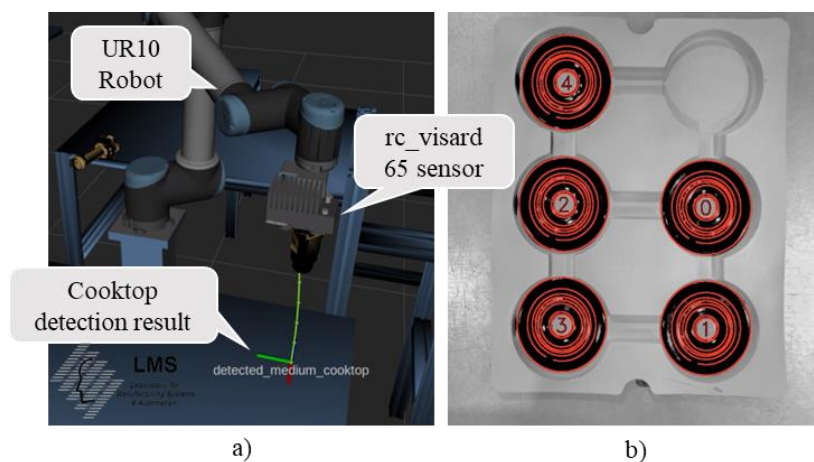 UR10
Robot
rc_visard
65 sensor
Cooktop
detection result
LMS
Laboratory for
Manufacturing Systems
& Automation
detected_medium_cooktop
4
2
0
3
1
a)
b)